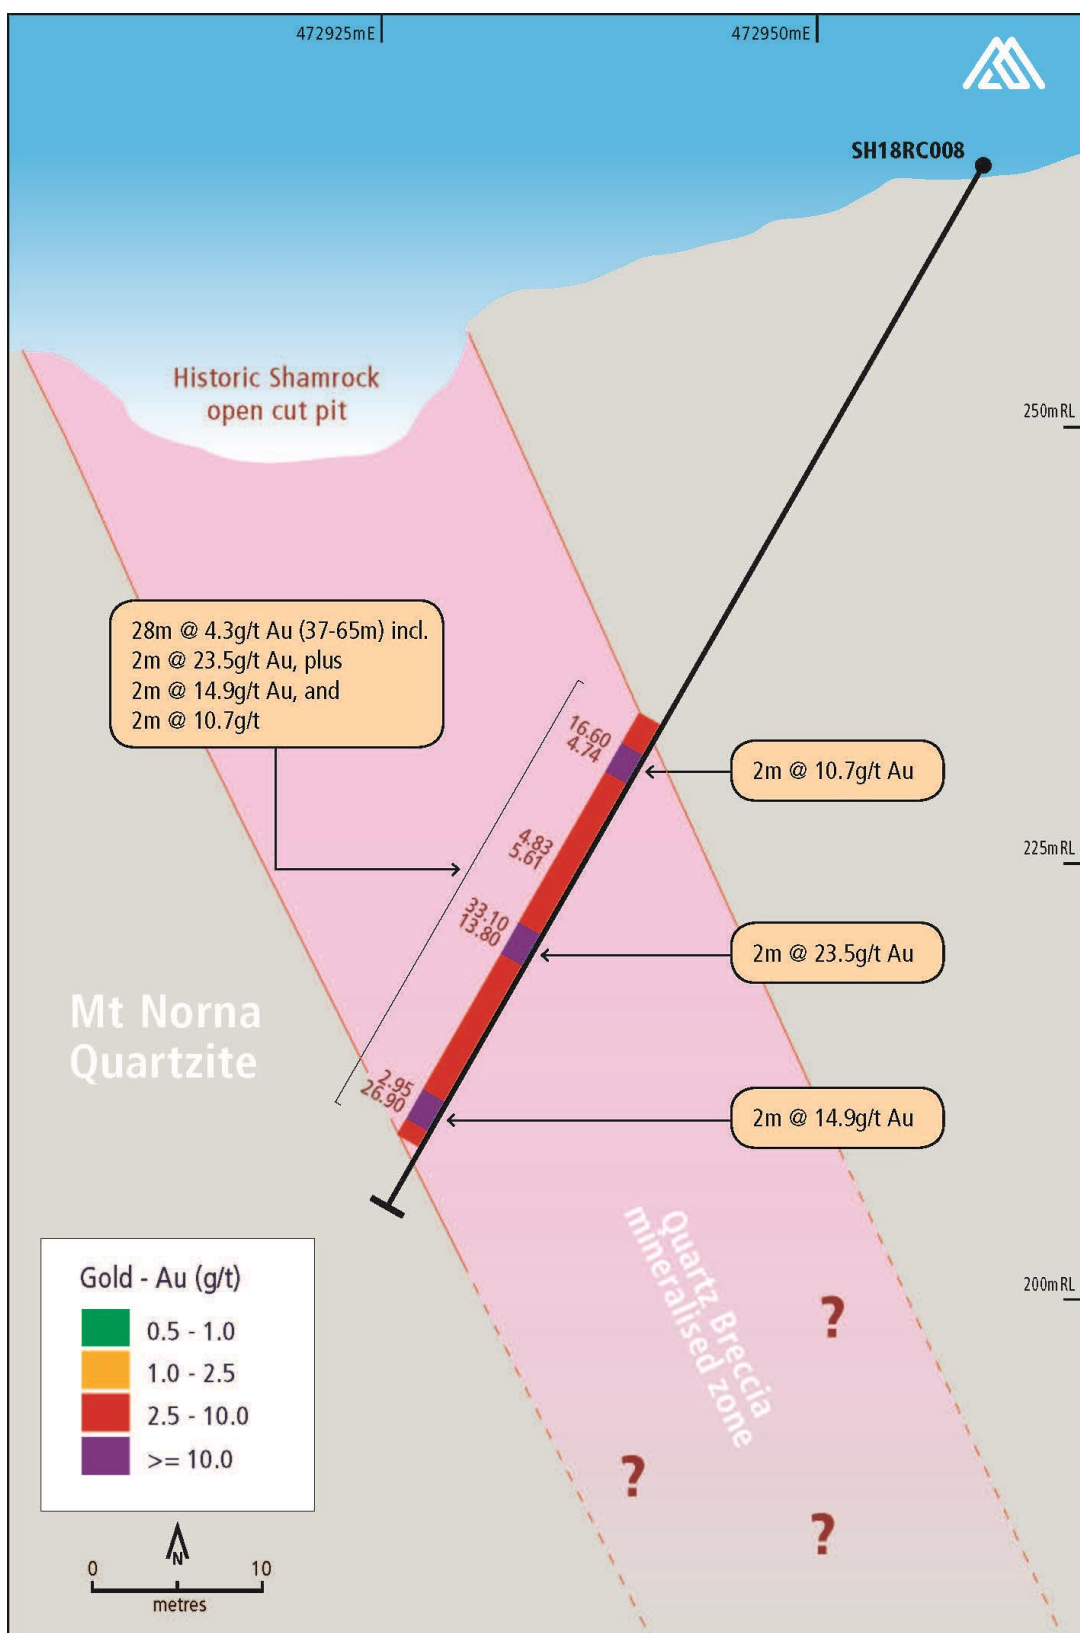 472925mE
472950mE
SH18RC008
Historic Shamrock
open cut pit
250mRL
28m @ 4.3g/t Au (37-65m) incl.
2m @ 23.5g/t Au, plus
2m @ 14.9g/t Au, and
2m @ 10.7g/t
16.60
4.74
2m @ 10.7g/t Au
4.83
5.61
225mRL
33.10
13.80
2m @ 23.5g/t Au
Mt Norna
Quartzite
2.95
26.90
2m @ 14.9g/t Au
Quartz Breccia
mineralised zone
200mRL
?
?
?
Gold - Au (g/t)
0.5 - 1.0
1.0 - 2.5
2.5 - 10.0
>= 10.0
N
0 10
metres